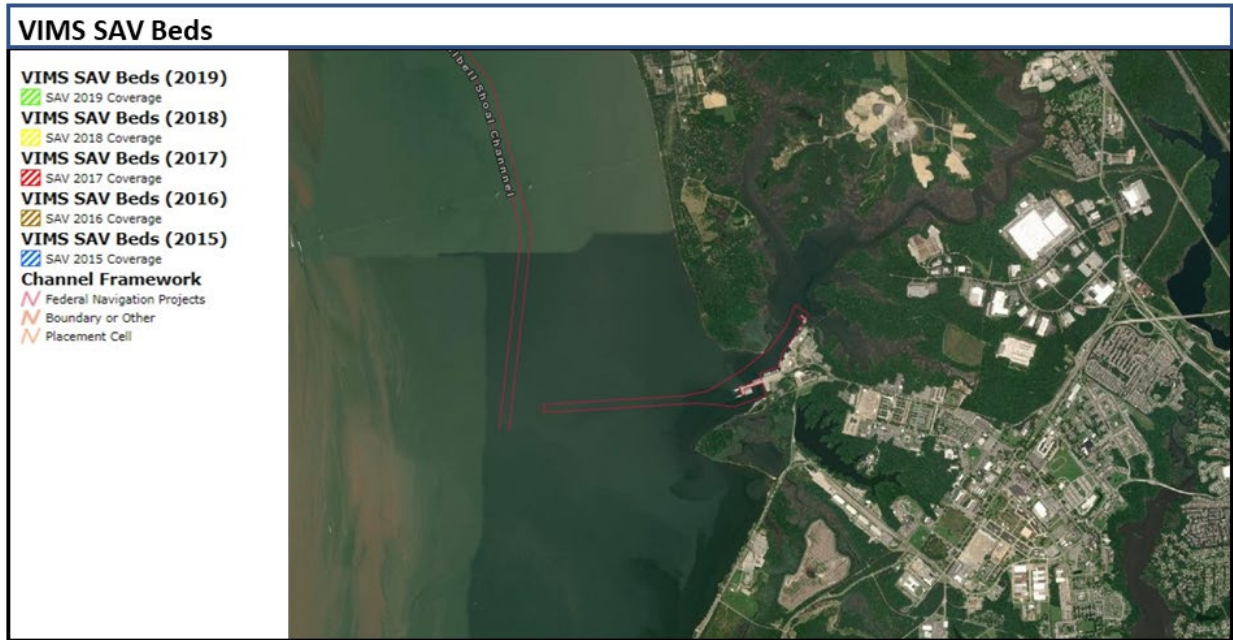 VIMS SAV Beds
VIMS SAV Beds (2019)
SAV 2019 Coverage
VIMS SAV Beds (2018)
SAV 2018 Coverage
VIMS SAV Beds (2017)
SAV 2017 Coverage
VIMS SAV Beds (2016)
SAV 2016 Coverage
VIMS SAV Beds (2015)
SAV 2015 Coverage
Channel Framework
Federal Navigation Projects
Boundary or Other
Placement Cell
Shoal Channnel